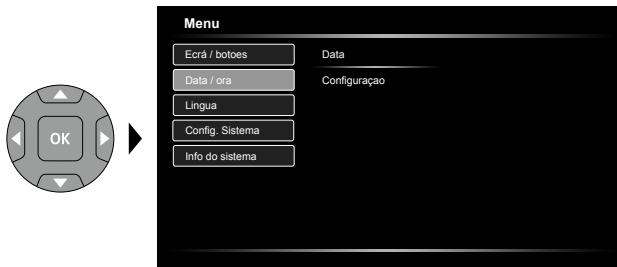 Menu
Ecrá / botoes
Data / ora
Lingua
Config. Sistema
Info do sistema
Data
Configuraçao
OK